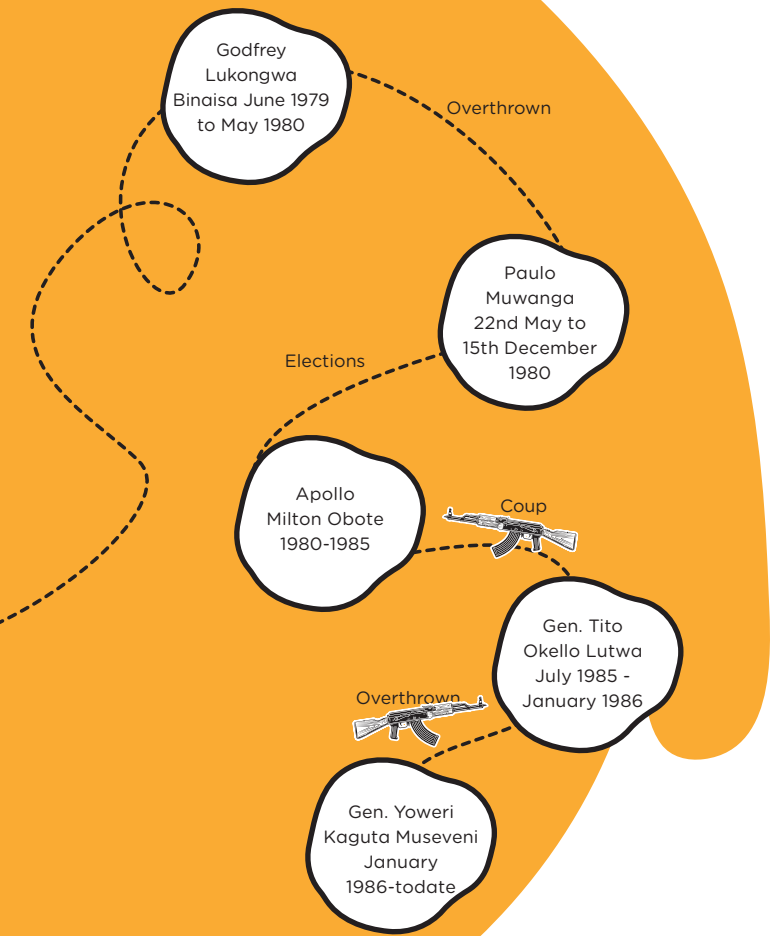 Godfrey
Lukongwa
Binaisa June 1979
to May 1980
Overthrown
Paulo
Muwanga
22nd May to
15th December
1980
Elections
Apollo
Milton Obote
1980-1985
Coup
Gen. Tito
Okello Lutwa
July 1985 -
January 1986
Overthrown
Gen. Yoweri
Kaguta Museveni
January
1986-todate